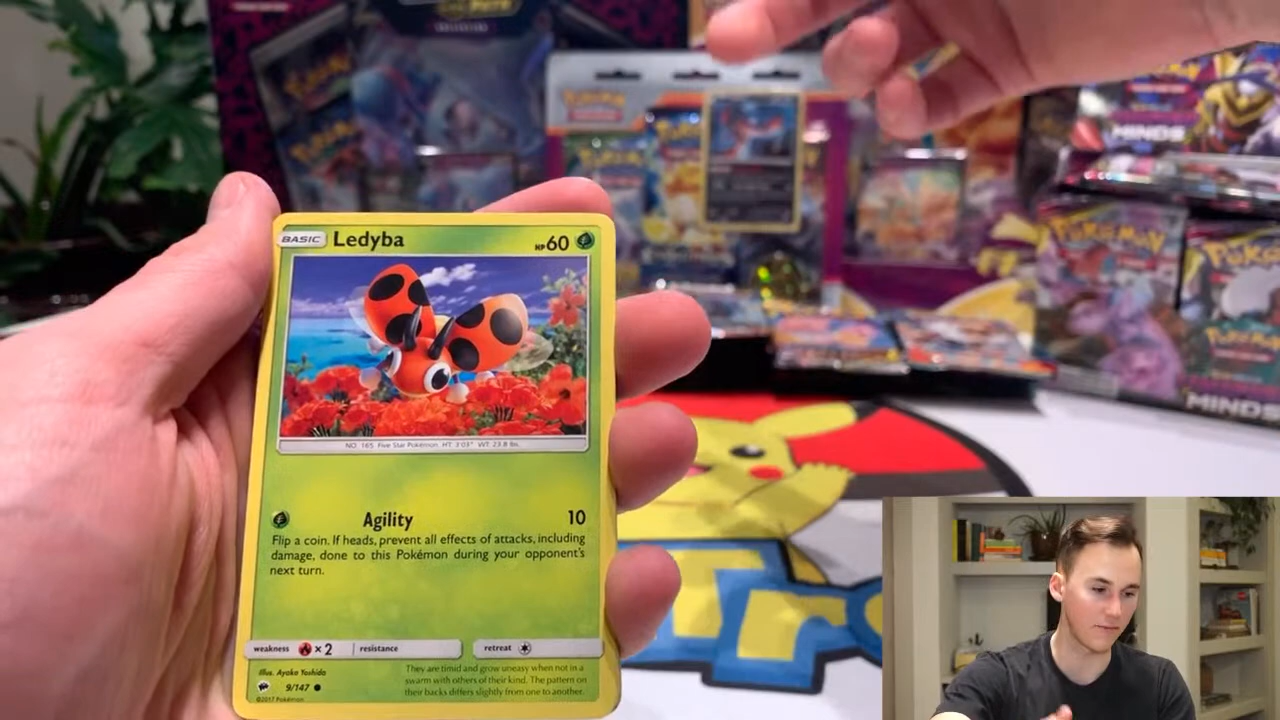 BASIC Ledyba HP60
NO. 165 Five Star Pokémon HT: 3'03" WT: 23.8 lbs.
Agility 10
Flip a coin. If heads, prevent all effects of attacks, including
damage, done to this Pokémon during your opponent's
next turn.
weakness ×2 resistance retreat
Illus. Ayaka Yoshida
They are timid and grow uneasy when not in a
swarm with others of their kind. The pattern on
their backs differs slightly from one to another.
9/147
©2017 Pokémon
Pokémon
Pokémon
MINDS
Pokémon
Pokémon
MINDS